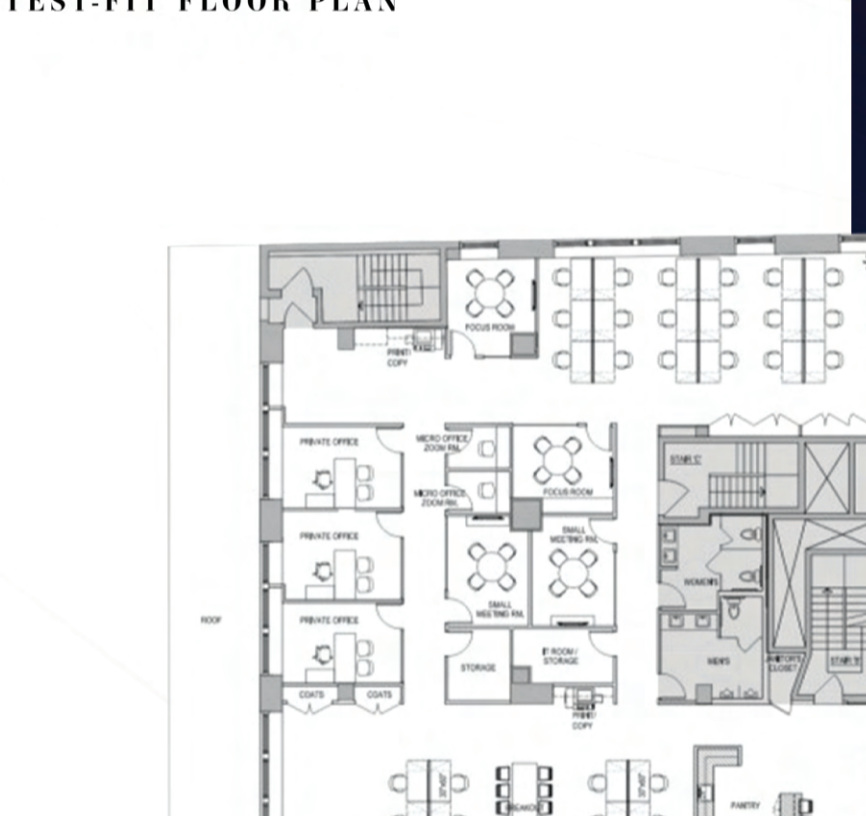 TEST-FIT FLOOR PLAN
FOCUS ROOM
PRINT/
COPY
PRIVATE OFFICE
MICRO OFFICE
ZOOM RM.
FOCUS ROOM
STAIR 'C'
MICRO OFFICE
ZOOM RM.
PRIVATE OFFICE
SMALL
MEETING RM.
WOMEN'S
SMALL
MEETING RM.
ROOF
PRIVATE OFFICE
STORAGE
IT ROOM /
STORAGE
MEN'S
JANITOR'S
CLOSET
STAIR 'B'
COATS
COATS
PRINT/
COPY
BREAKOUT
PANTRY